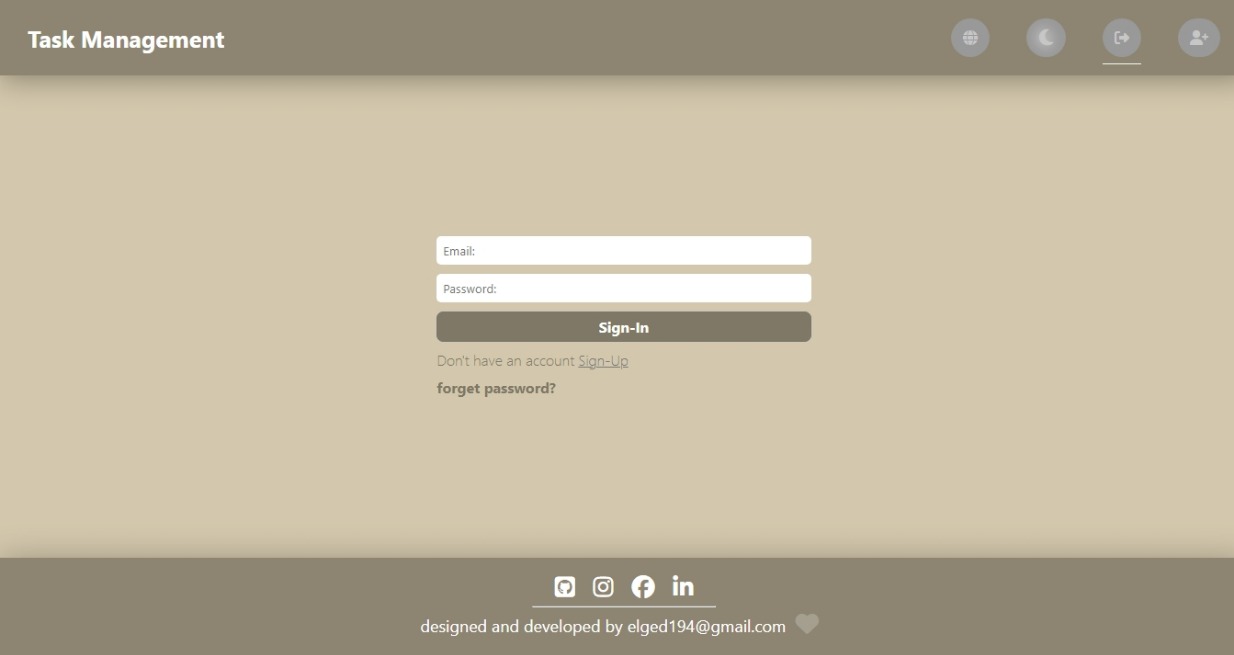 Task Management
Email:
Password:
Sign-In
Don't have an account Sign-Up
forget password?
designed and developed by elged194@gmail.com